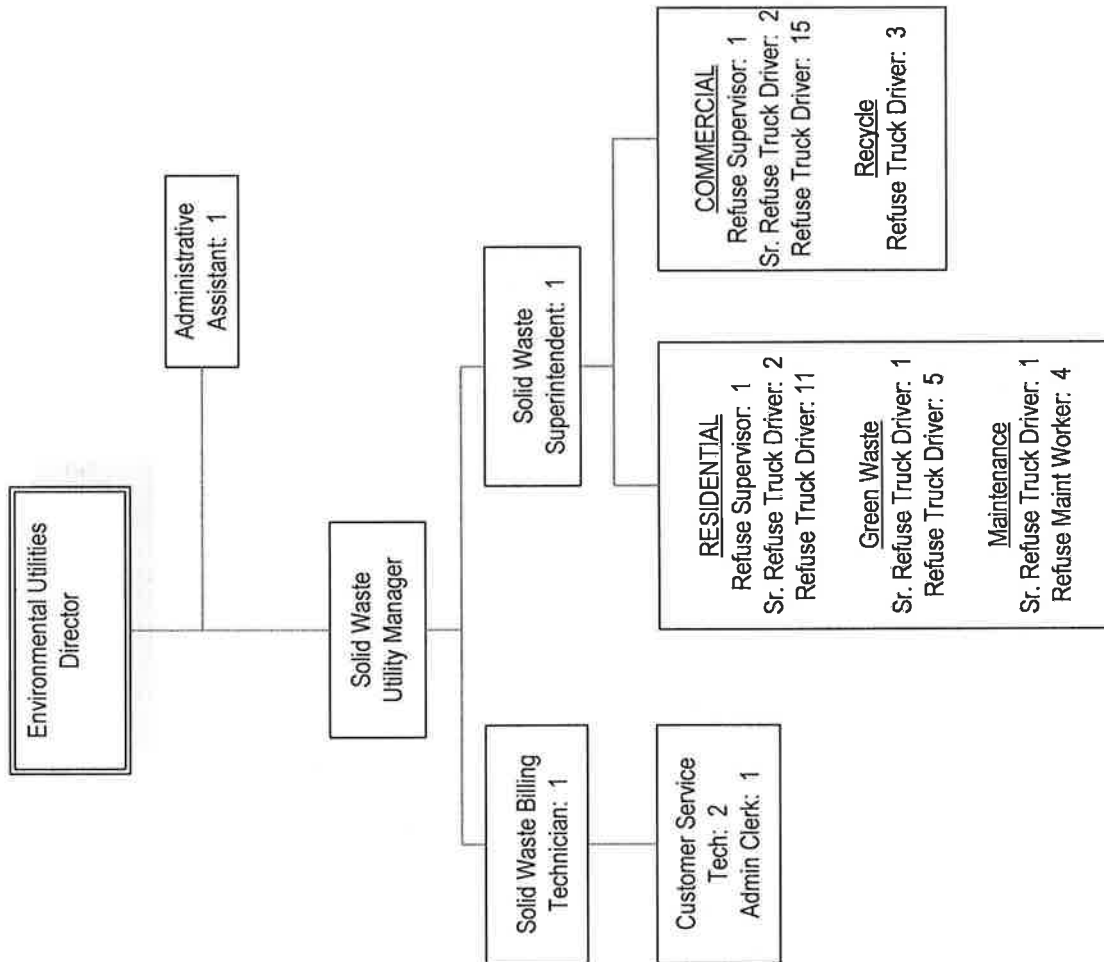 Environmental Utilities
Director
Administrative
Assistant: 1
Solid Waste
Utility Manager
Solid Waste Billing
Technician: 1
Solid Waste
Superintendent: 1
Customer Service
Tech: 2
Admin Clerk: 1
RESIDENTIAL
Refuse Supervisor: 1
Sr. Refuse Truck Driver: 2
Refuse Truck Driver: 11
Green Waste
Sr. Refuse Truck Driver: 1
Refuse Truck Driver: 5
Maintenance
Sr. Refuse Truck Driver: 1
Refuse Maint Worker: 4
COMMERCIAL
Refuse Supervisor: 1
Sr. Refuse Truck Driver: 2
Refuse Truck Driver: 15
Recycle
Refuse Truck Driver: 3